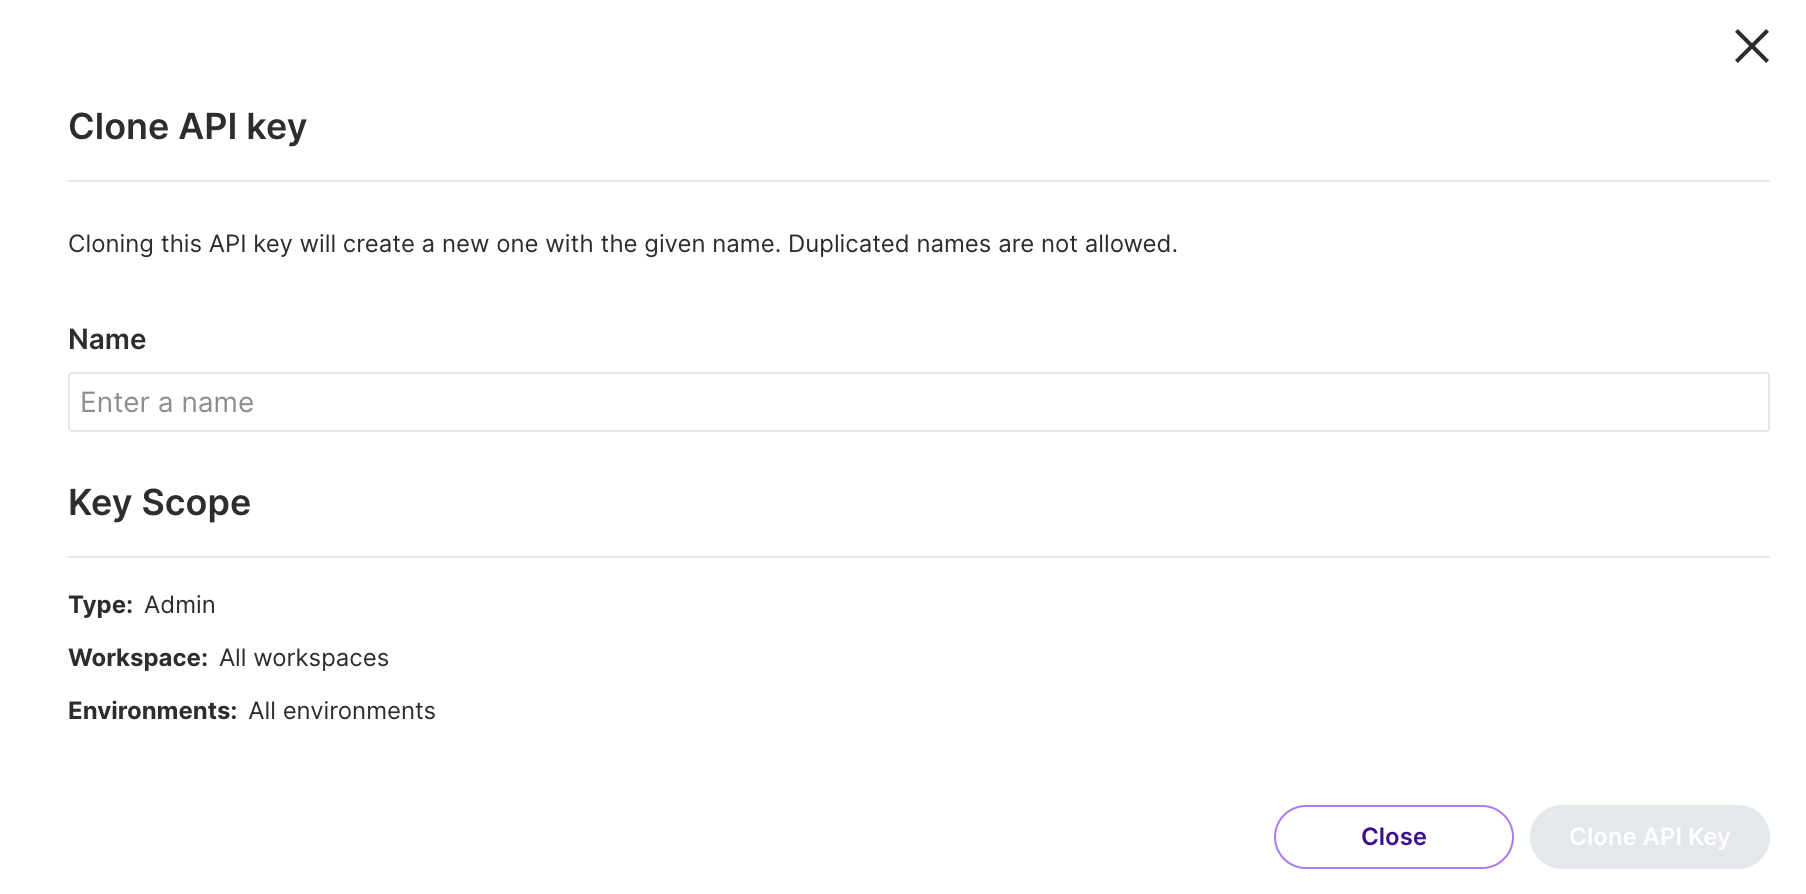 Clone API key
Cloning this API key will create a new one with the given name. Duplicated names are not allowed.
Name
Enter a name
Key Scope
Type: Admin
Workspace: All workspaces
Environments: All environments
Close
Clone API Key